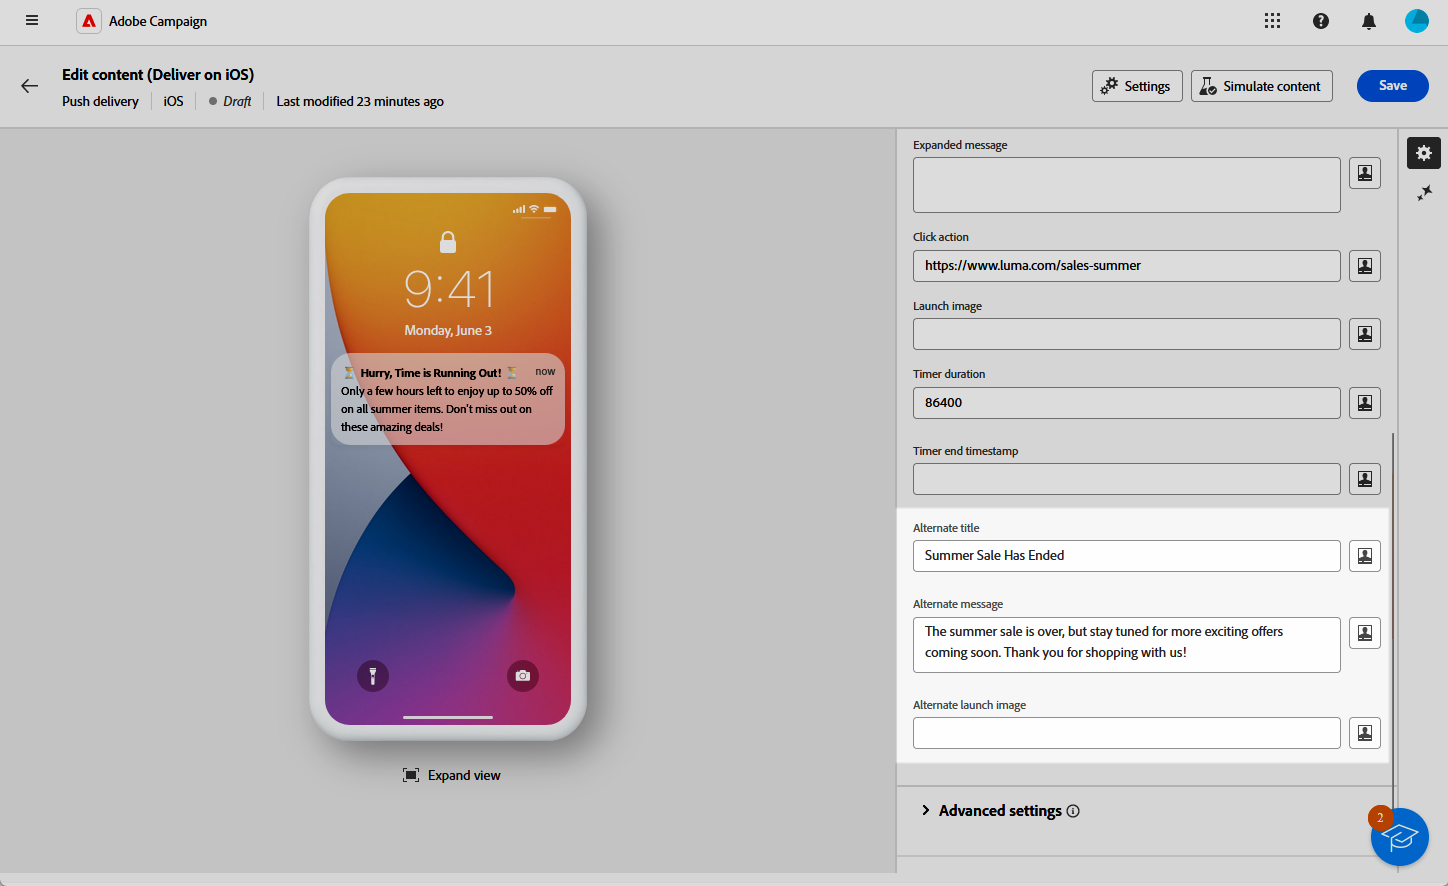 Adobe Campaign
Edit content (Deliver on iOS)
Push delivery
iOS
Draft
Last modified 23 minutes ago
Settings
Simulate content
Save
9:41
Monday, June 3
⏳ Hurry, Time is Running Out! ⏳
now
Only a few hours left to enjoy up to 50% off
on all summer items. Don't miss out on
these amazing deals!
Expand view
Expanded message
Click action
https://www.luma.com/sales-summer
Launch image
Timer duration
86400
Timer end timestamp
Alternate title
Summer Sale Has Ended
Alternate message
The summer sale is over, but stay tuned for more exciting offers
coming soon. Thank you for shopping with us!
Alternate launch image
Advanced settings
2